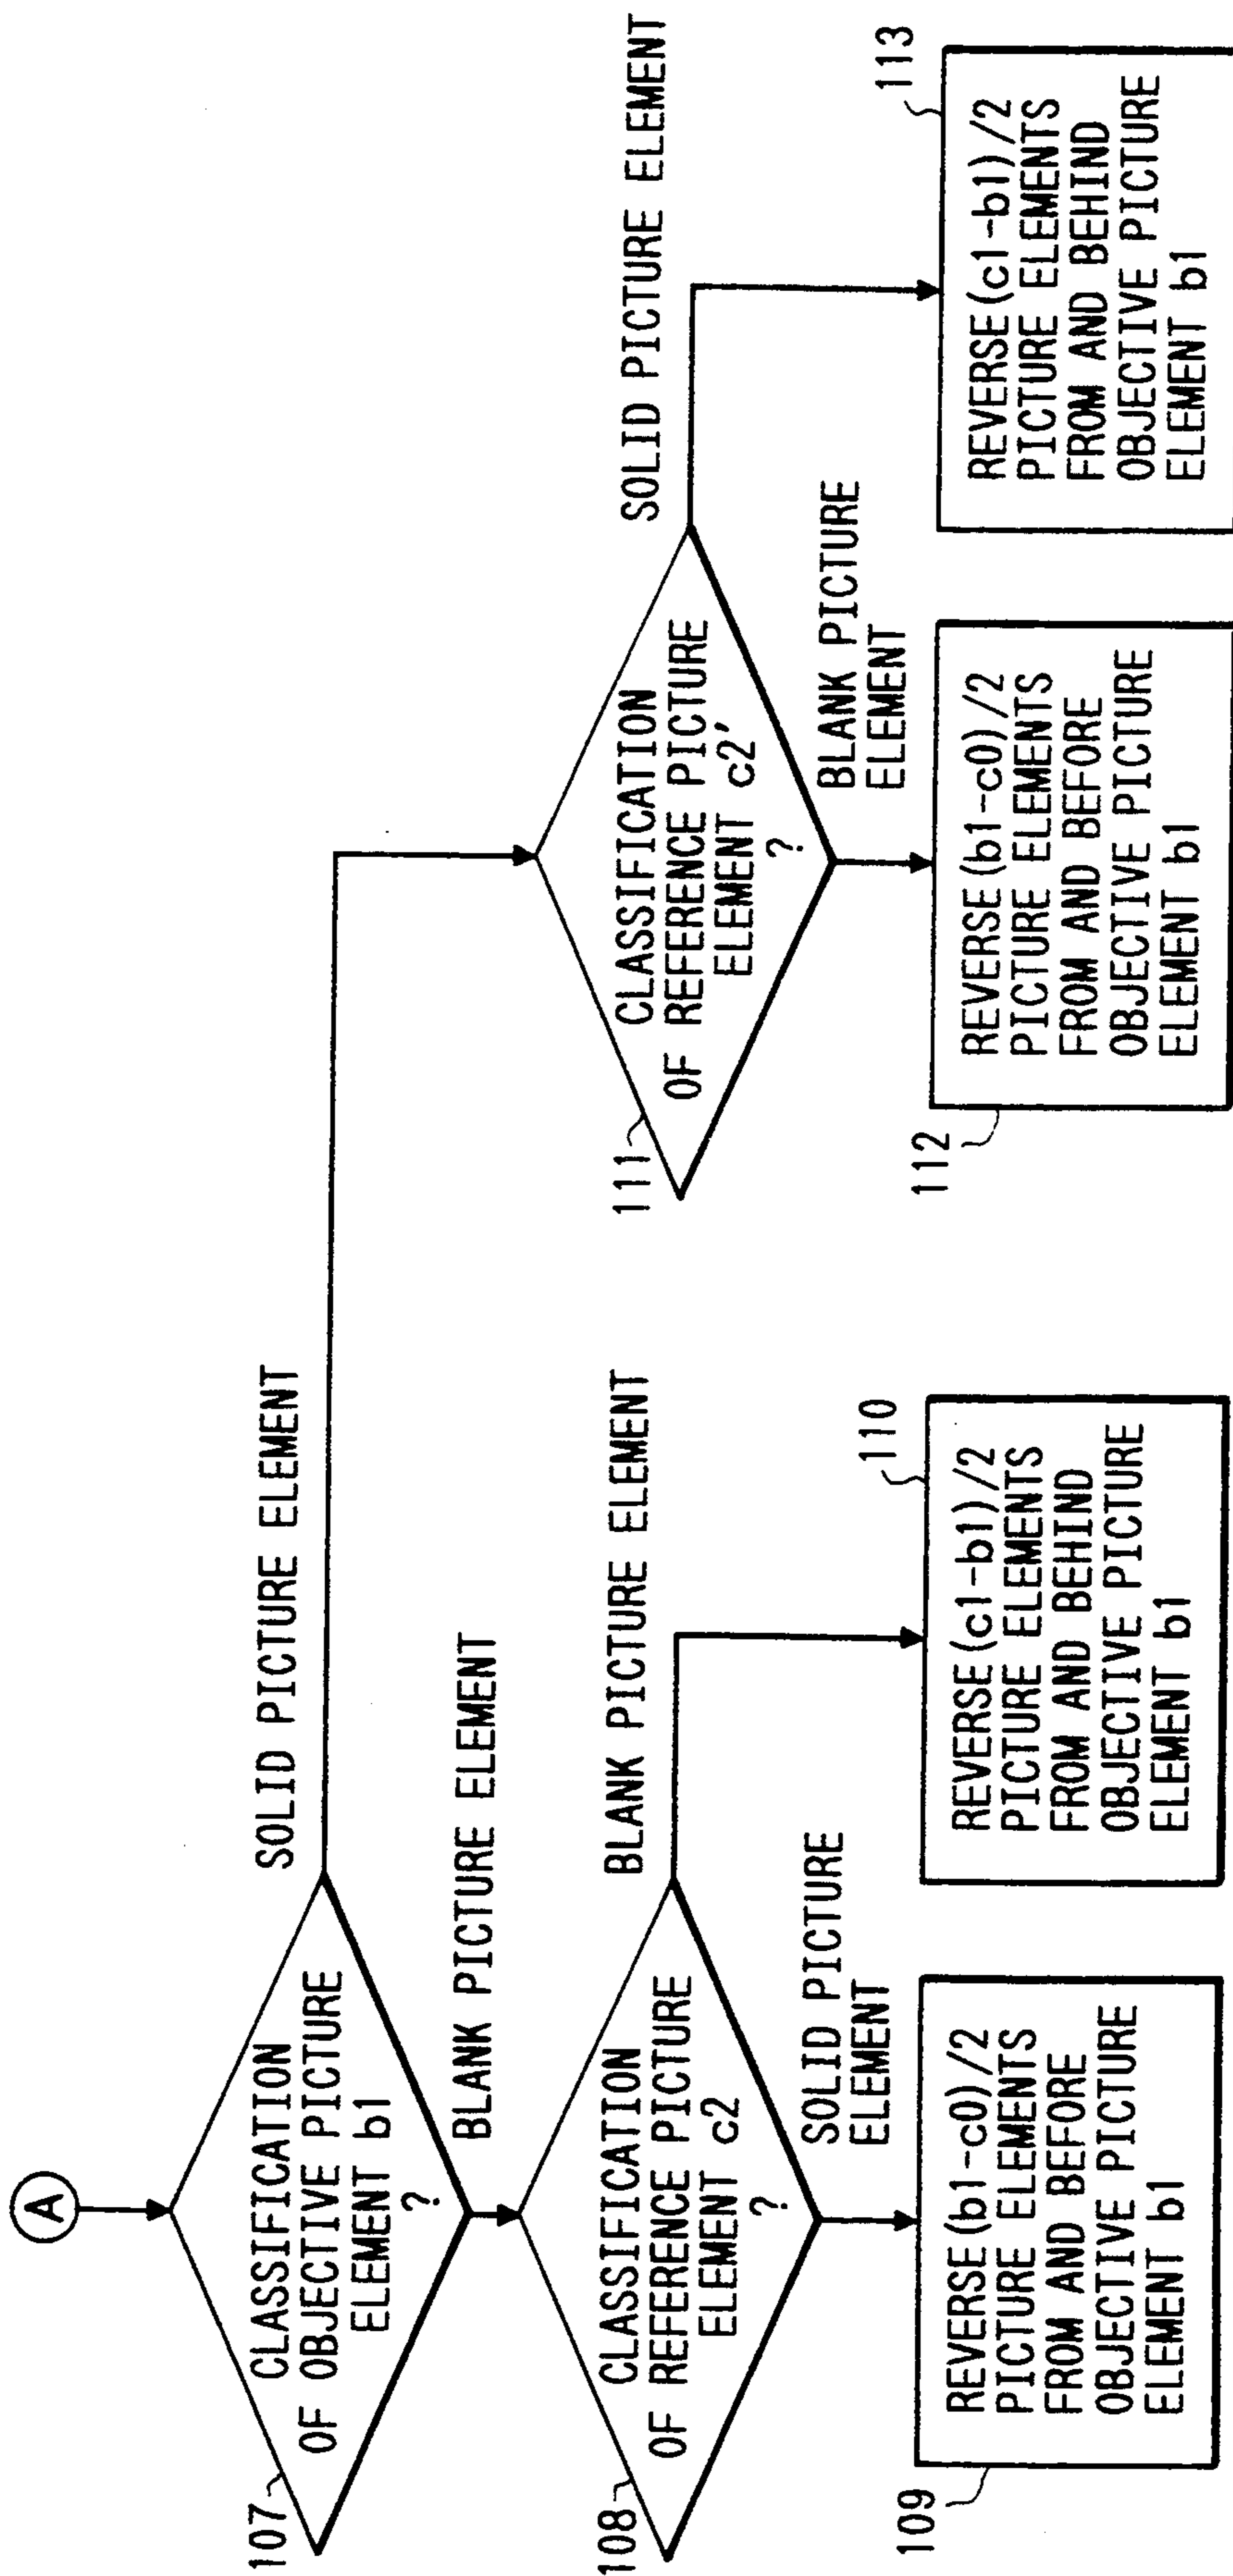 A
107
CLASSIFICATION
OF OBJECTIVE PICTURE
ELEMENT b1
?
SOLID PICTURE ELEMENT
BLANK PICTURE ELEMENT
108
CLASSIFICATION
OF REFERENCE PICTURE
ELEMENT c2
?
BLANK PICTURE ELEMENT
SOLID PICTURE
ELEMENT
109
REVERSE(b1-c0)/2
PICTURE ELEMENTS
FROM AND BEFORE
OBJECTIVE PICTURE
ELEMENT b1
110
REVERSE(c1-b1)/2
PICTURE ELEMENTS
FROM AND BEHIND
OBJECTIVE PICTURE
ELEMENT b1
111
CLASSIFICATION
OF REFERENCE PICTURE
ELEMENT c2'
?
SOLID PICTURE ELEMENT
BLANK PICTURE
ELEMENT
112
REVERSE(b1-c0)/2
PICTURE ELEMENTS
FROM AND BEFORE
OBJECTIVE PICTURE
ELEMENT b1
113
REVERSE(c1-b1)/2
PICTURE ELEMENTS
FROM AND BEHIND
OBJECTIVE PICTURE
ELEMENT b1